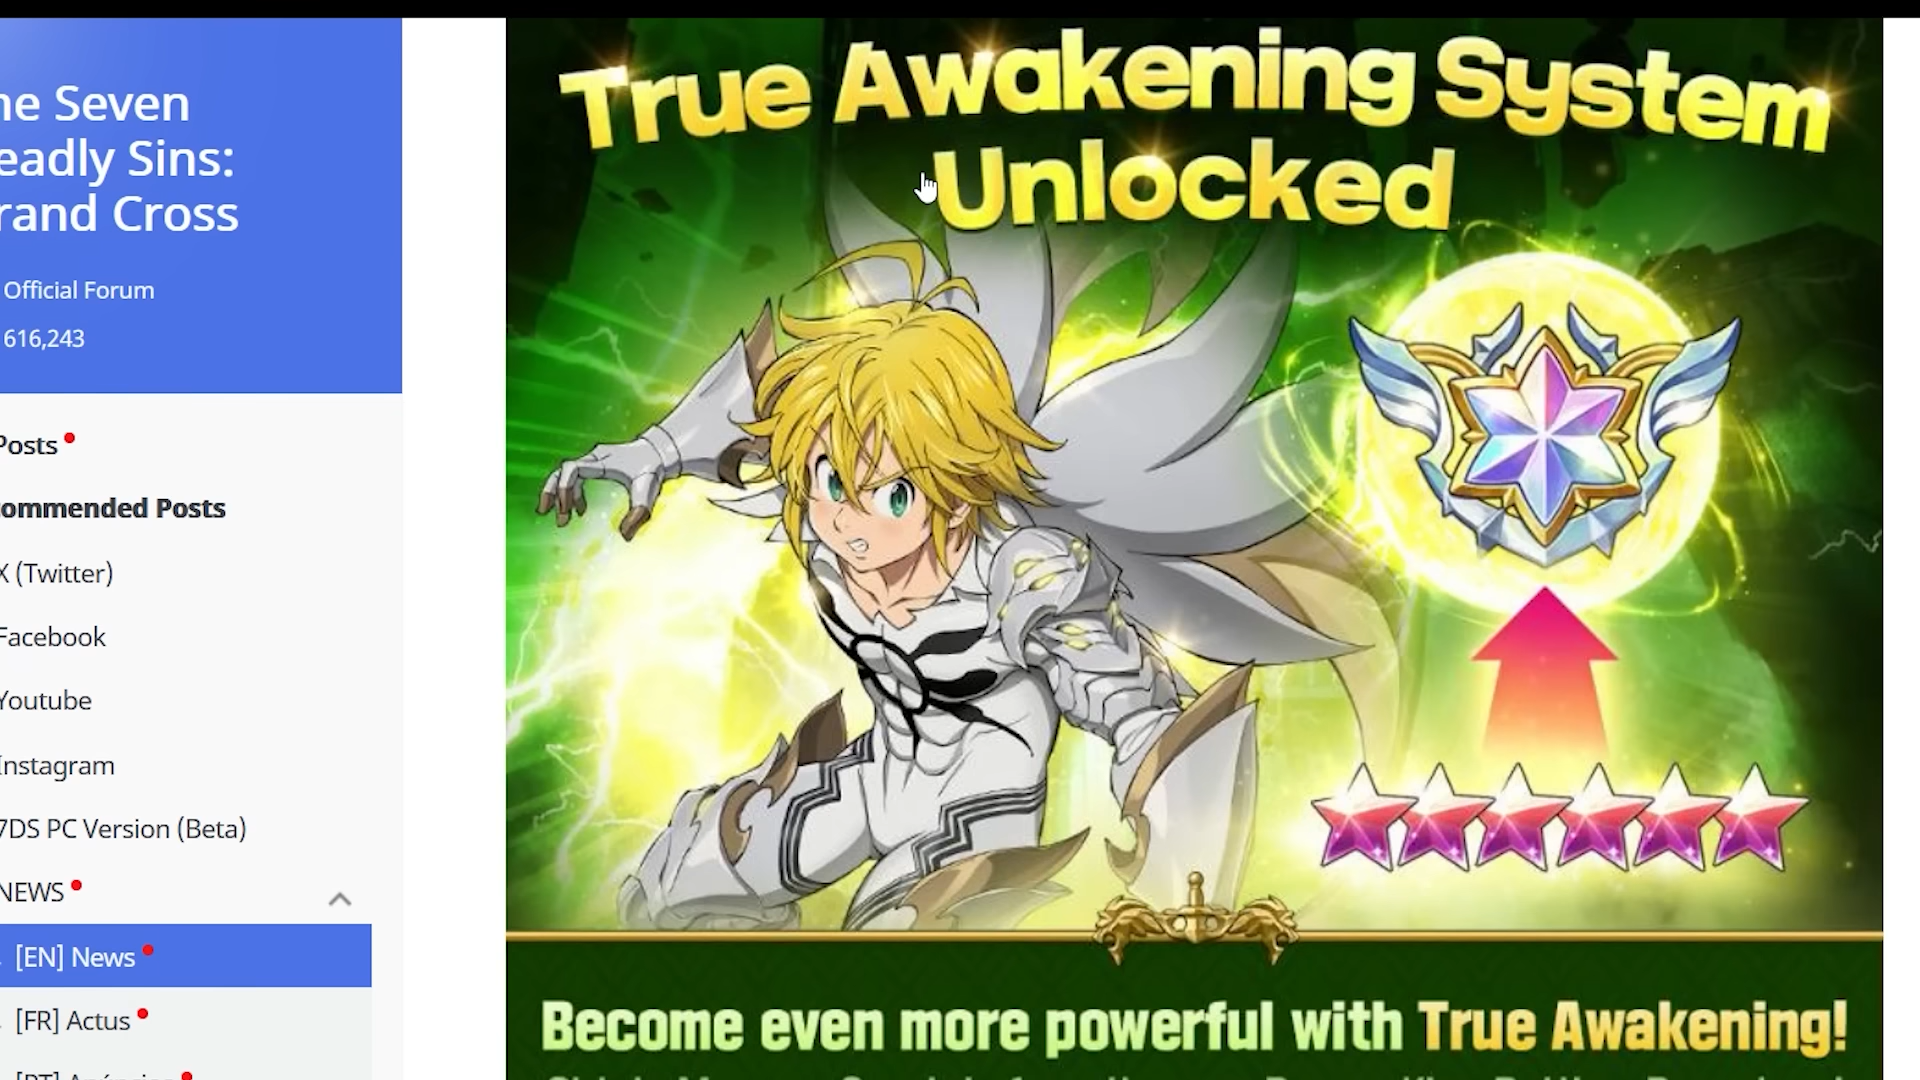 ne Seven
eadly Sins:
rand Cross
Official Forum
616,243
Posts
ommended Posts
X (Twitter)
Facebook
Youtube
Instagram
7DS PC Version (Beta)
NEWS
[EN] News
[FR] Actus
True Awakening System
Unlocked
Become even more powerful with True Awakening!